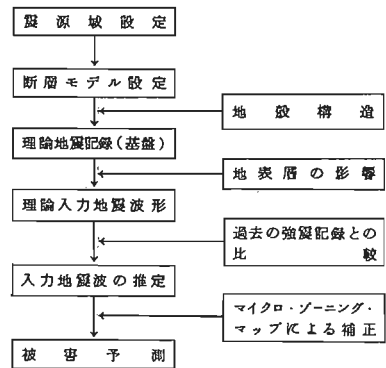 震源域設定
断層モデル設定
地殻構造
理論地震記録(基盤)
地表層の影響
理論入力地震波形
過去の強震記録との
比較
入力地震波の推定
マイクロ・ゾーニング・
マップによる補正
被害予測